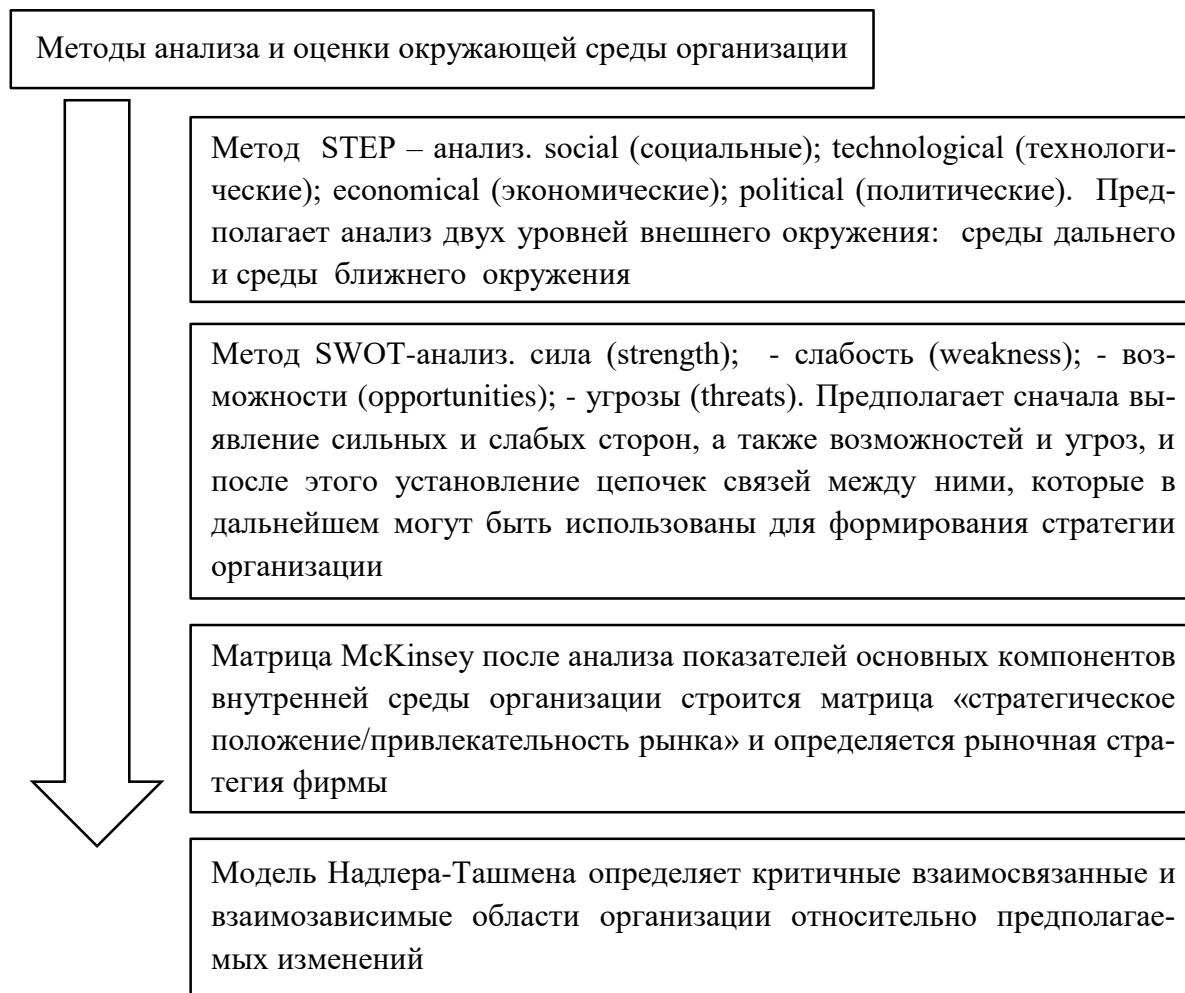 Методы анализа и оценки окружающей среды организации
Метод STEP – анализ. social (социальные); technological (технологи-
ческие); economical (экономические); political (политические). Пред-
полагает анализ двух уровней внешнего окружения: среды дальнего
и среды ближнего окружения
Метод SWOT-анализ. сила (strength); - слабость (weakness); - воз-
можности (opportunities); - угрозы (threats). Предполагает сначала вы-
явление сильных и слабых сторон, а также возможностей и угроз, и
после этого установление цепочек связей между ними, которые в
дальнейшем могут быть использованы для формирования стратегии
организации
Матрица McKinsey после анализа показателей основных компонентов
внутренней среды организации строится матрица «стратегическое
положение/привлекательность рынка» и определяется рыночная стра-
тегия фирмы
Модель Надлера-Ташмена определяет критичные взаимосвязанные и
взаимозависимые области организации относительно предполагае-
мых изменений